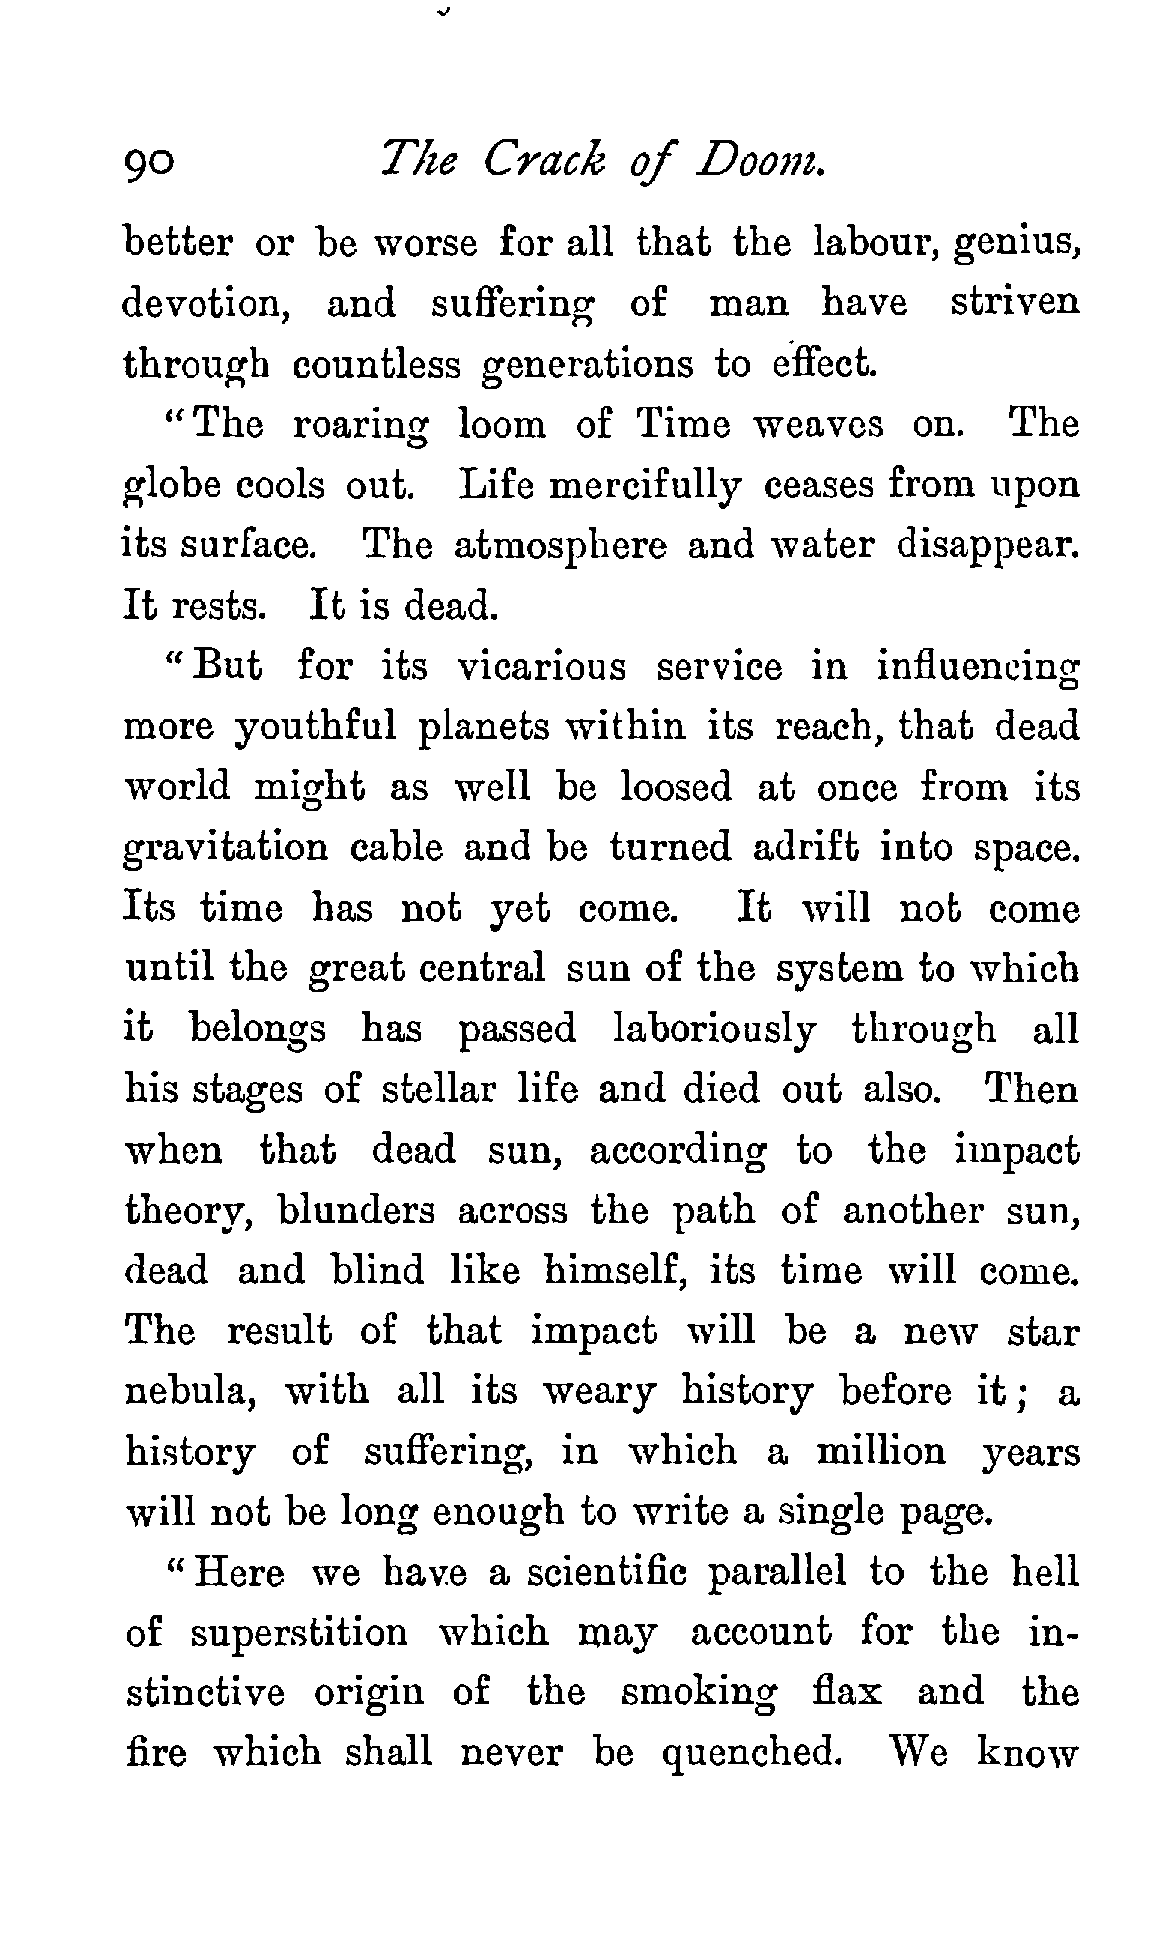 90 The Crack of Doom.
better or be worse for all that the labour, genius,
devotion, and suffering of man have striven
through countless generations to effect.
"The roaring loom of Time weaves on. The
globe cools out. Life mercifully ceases from upon
its surface. The atmosphere and water disappear.
It rests. It is dead.
"But for its vicarious service in influencing
more youthful planets within its reach, that dead
world might as well be loosed at once from its
gravitation cable and be turned adrift into space.
Its time has not yet come. It will not come
until the great central sun of the system to which
it belongs has passed laboriously through all
his stages of stellar life and died out also. Then
when that dead sun, according to the impact
theory, blunders across the path of another sun,
dead and blind like himself, its time will come.
The result of that impact will be a new star
nebula, with all its weary history before it; a
history of suffering, in which a million years
will not be long enough to write a single page.
"Here we have a scientific parallel to the hell
of superstition which may account for the in-
stinctive origin of the smoking flax and the
fire which shall never be quenched. We know